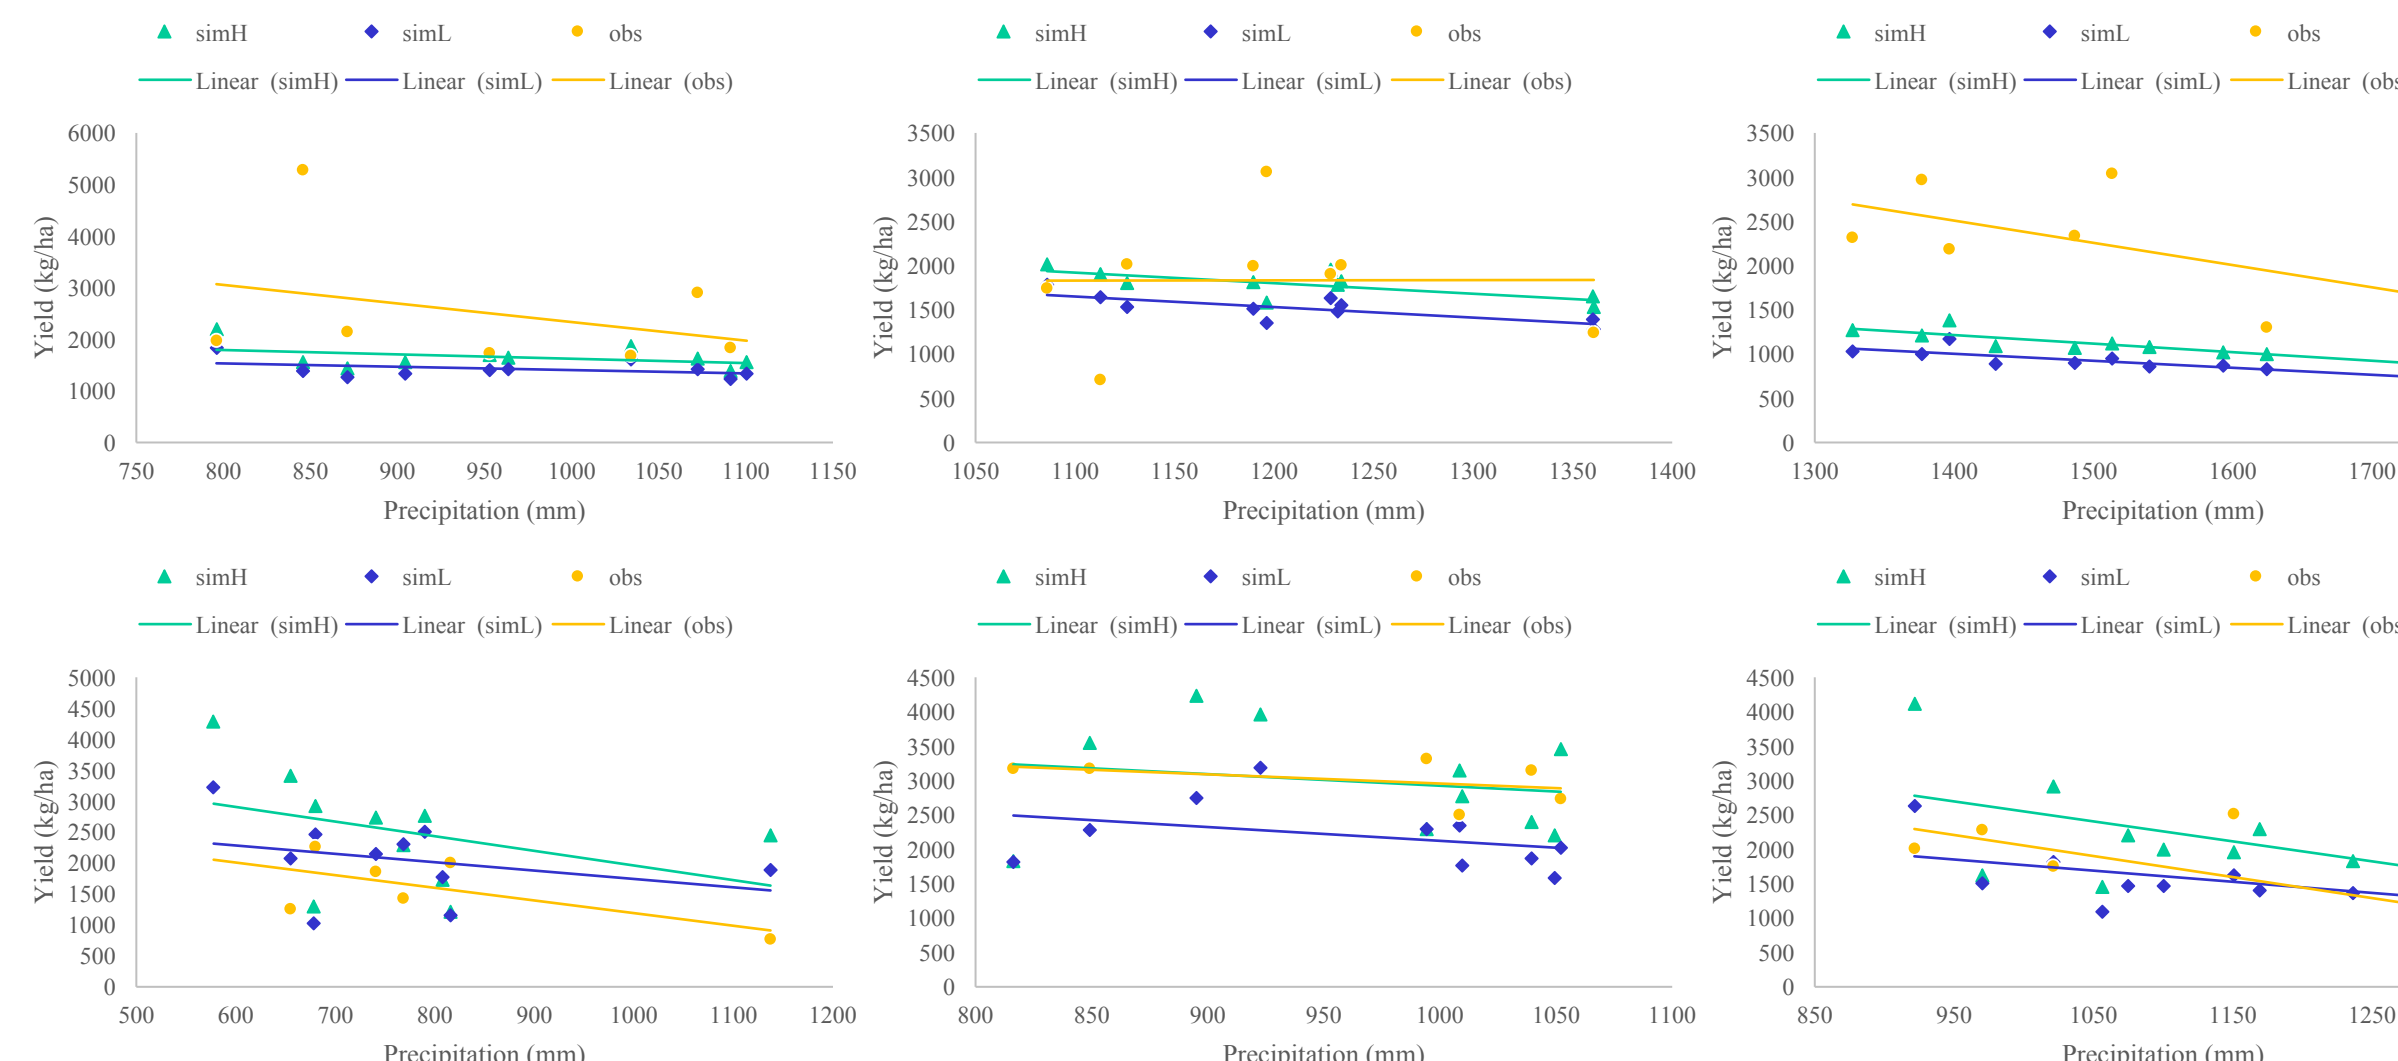 simH simL obs simH simL obs simH simL obs
Linear (simH) Linear (simL) Linear (obs) Linear (simH) Linear (simL) Linear (obs) Linear (simH) Linear (simL) Linear (obs
6000 3500 3500
5000 3000 3000
4000 2500 2500
3000 2000 2000
2000 1500 1500
1000 1000 1000
500 500
0 0 0
Yield (kg/ha) Yield (kg/ha) Yield (kg/ha)
750 800 850 900 950 1000 1050 1100 1150 1050 1100 1150 1200 1250 1300 1350 1400 1300 1400 1500 1600 1700
Precipitation (mm) Precipitation (mm) Precipitation (mm)
simH simL obs simH simL obs simH simL obs
Linear (simH) Linear (simL) Linear (obs) Linear (simH) Linear (simL) Linear (obs) Linear (simH) Linear (simL) Linear (obs
5000 4500 4500
4500 4000 4000
4000 3500 3500
3500 3000 3000
3000 2500 2500
2500 2000 2000
2000 1500 1500
1500 1000 1000
1000 500 500
500
0 0 0
Yield (kg/ha) Yield (kg/ha) Yield (kg/ha)
500 600 700 800 900 1000 1100 1200 800 850 900 950 1000 1050 1100 850 950 1050 1150 1250
Precipitation (mm) Precipitation (mm) Precipitation (mm)